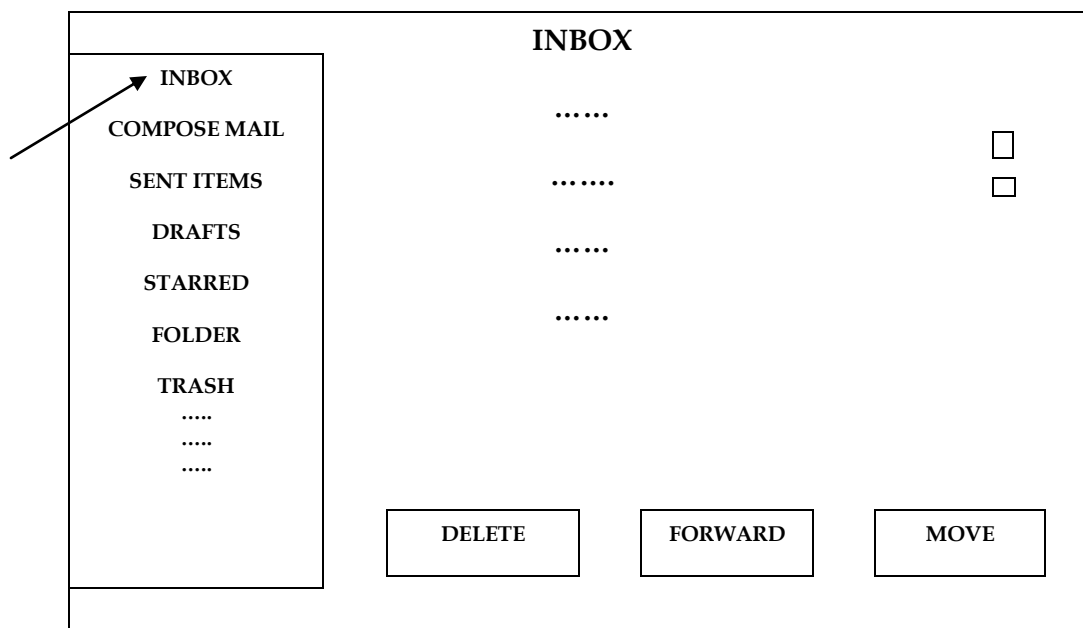 INBOX
INBOX
COMPOSE MAIL
SENT ITEMS
DRAFTS
STARRED
FOLDER
TRASH
.....
.....
.....
……
…….
……
……
DELETE
FORWARD
MOVE